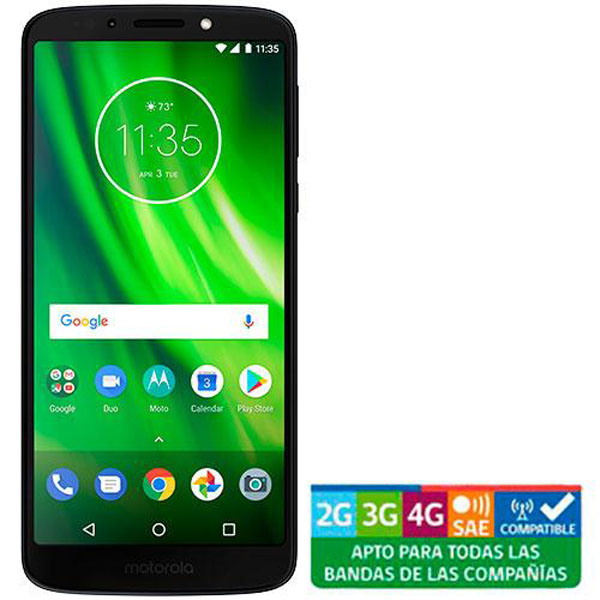 11:35
73°
11:35
APR 3 TUE
Google
3
Google Duo Moto Calendar Play Store
motorola
2G 3G 4G SAE COMPATIBLE
APTO PARA TODAS LAS
BANDAS DE LAS COMPAÑÍAS